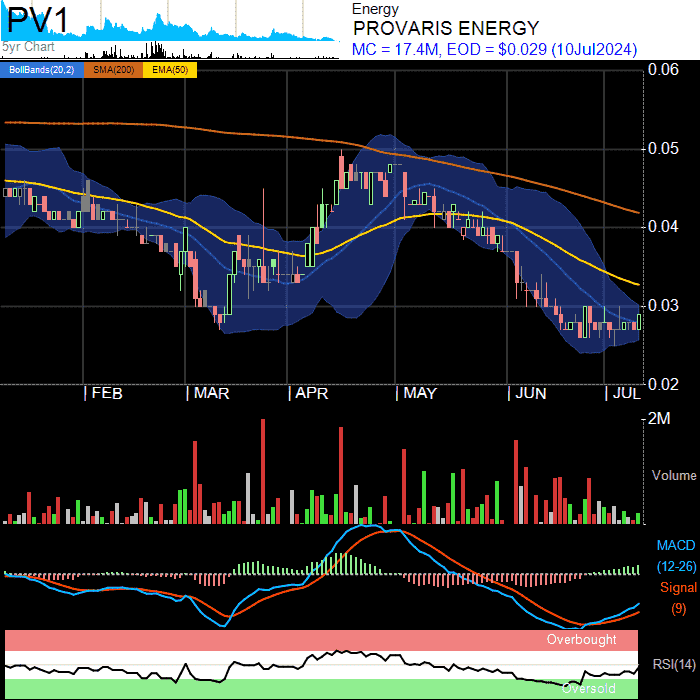 PV1
5yr Chart
Energy
PROVARIS ENERGY
MC = 17.4M, EOD = $0.029 (10Jul2024)
BollBands(20,2) SMA(200) EMA(50)
0.06
0.05
0.04
0.03
0.02
FEB MAR APR MAY JUN JUL
2M
Volume
MACD
(12-26)
Signal
(9)
Overbought
RSI(14)
Oversold